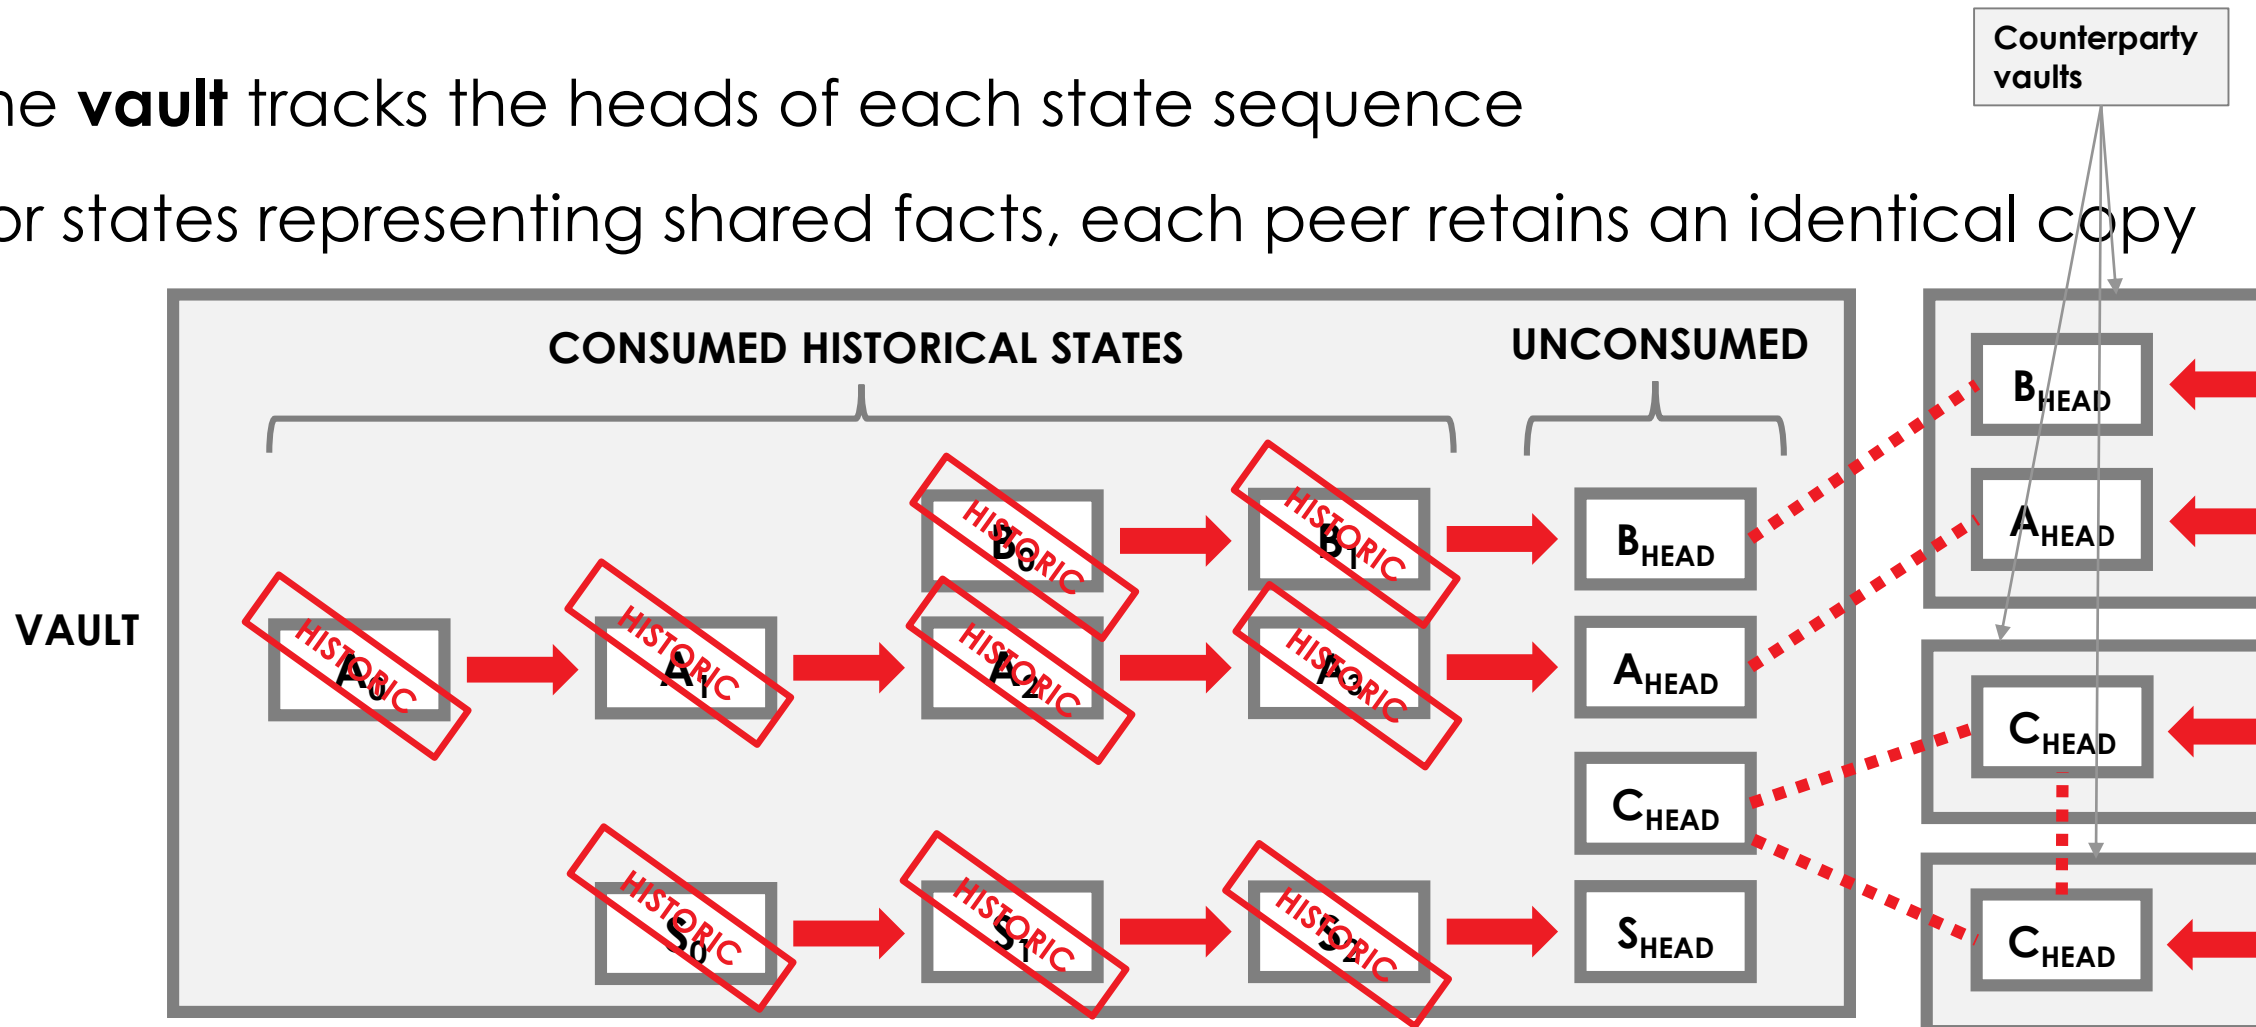 Counterparty
vaults
he vault tracks the heads of each state sequence
or states representing shared facts, each peer retains an identical copy
CONSUMED HISTORICAL STATES
UNCONSUMED
BHEAD
AHEAD
B0 HISTORIC
B1 HISTORIC
BHEAD
VAULT
A0 HISTORIC
A1 HISTORIC
A2 HISTORIC
A3 HISTORIC
AHEAD
CHEAD
CHEAD
S0 HISTORIC
S1 HISTORIC
S2 HISTORIC
SHEAD
CHEAD